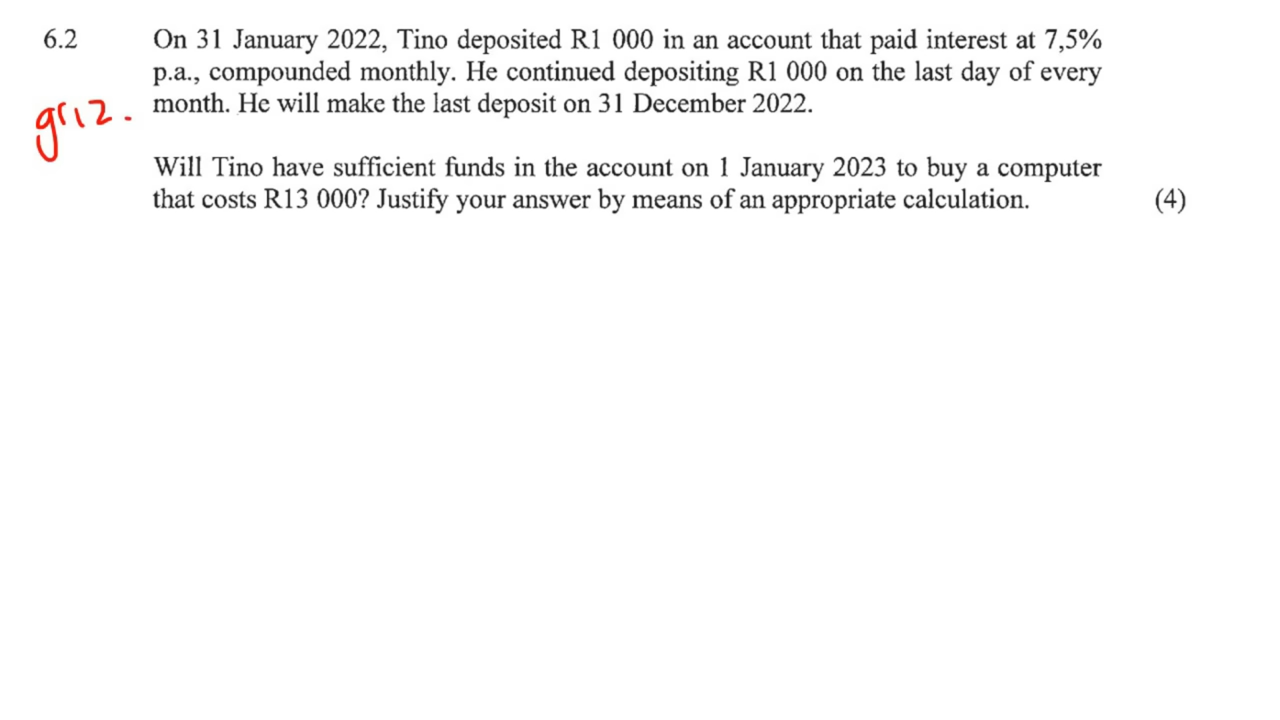 6.2 On 31 January 2022, Tino deposited R1 000 in an account that paid interest at 7,5%
p.a., compounded monthly. He continued depositing R1 000 on the last day of every
month. He will make the last deposit on 31 December 2022.
gr12.
Will Tino have sufficient funds in the account on 1 January 2023 to buy a computer
that costs R13 000? Justify your answer by means of an appropriate calculation. (4)